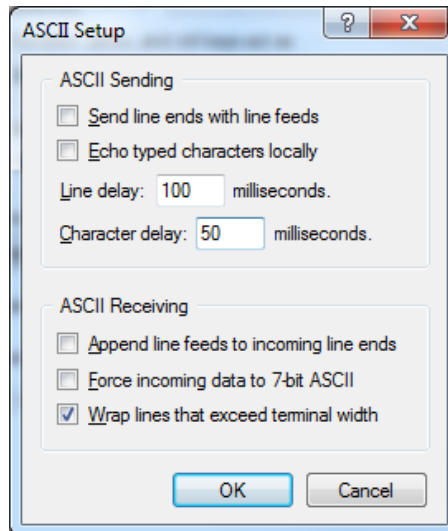 ASCII Setup
ASCII Sending
Send line ends with line feeds
Echo typed characters locally
Line delay: 100 milliseconds.
Character delay: 50 milliseconds.
ASCII Receiving
Append line feeds to incoming line ends
Force incoming data to 7-bit ASCII
Wrap lines that exceed terminal width
OK Cancel